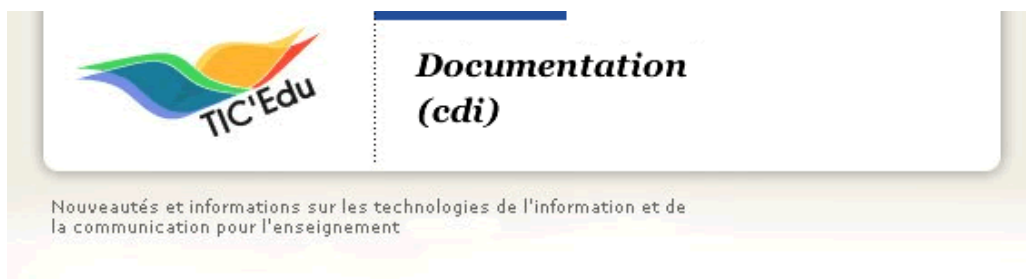 TIC'Edu
Documentation
(cdi)
Nouveautés et informations sur les technologies de l'information et de
la communication pour l'enseignement